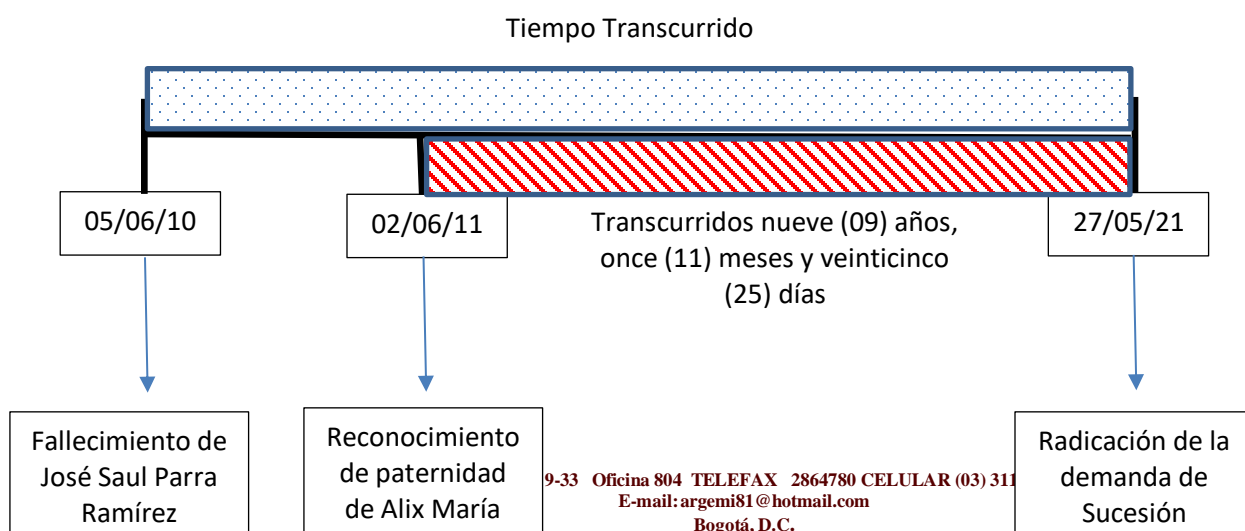 Tiempo Transcurrido
05/06/10
02/06/11
Transcurridos nueve (09) años,
once (11) meses y veinticinco
(25) días
27/05/21
Fallecimiento de
José Saul Parra
Ramírez
Reconocimiento
de paternidad
de Alix María
9-33 Oficina 804 TELEFAX 2864780 CELULAR (03) 311
E-mail: argemi81@hotmail.com
Bogotá, D.C.
Radicación de la
demanda de
Sucesión